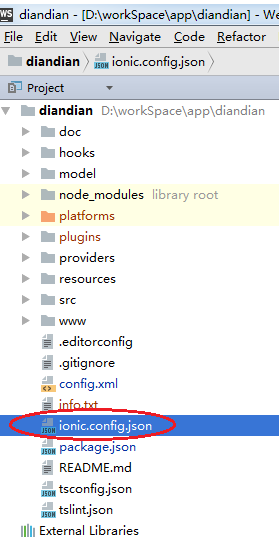 WS diandian - [D:\workSpace\app\diandian] - We
File Edit View Navigate Code Refactor
diandian ionic.config.json
Project
diandian D:\workSpace\app\diandian
doc
hooks
model
node_modules library root
platforms
plugins
providers
resources
src
www
.editorconfig
.gitignore
config.xml
info.txt
ionic.config.json
package.json
README.md
tsconfig.json
tslint.json
External Libraries